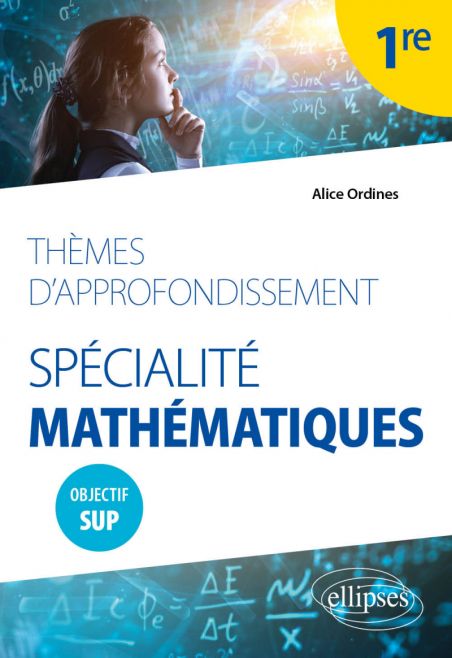 1re
Alice Ordines
THÈMES
D'APPROFONDISSEMENT
SPÉCIALITÉ
MATHÉMATIQUES
OBJECTIF
SUP
ellipses